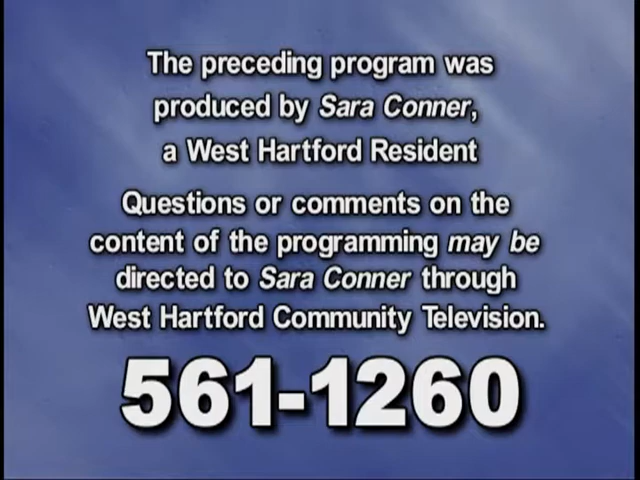 The preceding program was
produced by Sara Conner,
a West Hartford Resident
Questions or comments on the
content of the programming may be
directed to Sara Conner through
West Hartford Community Television.
561-1260